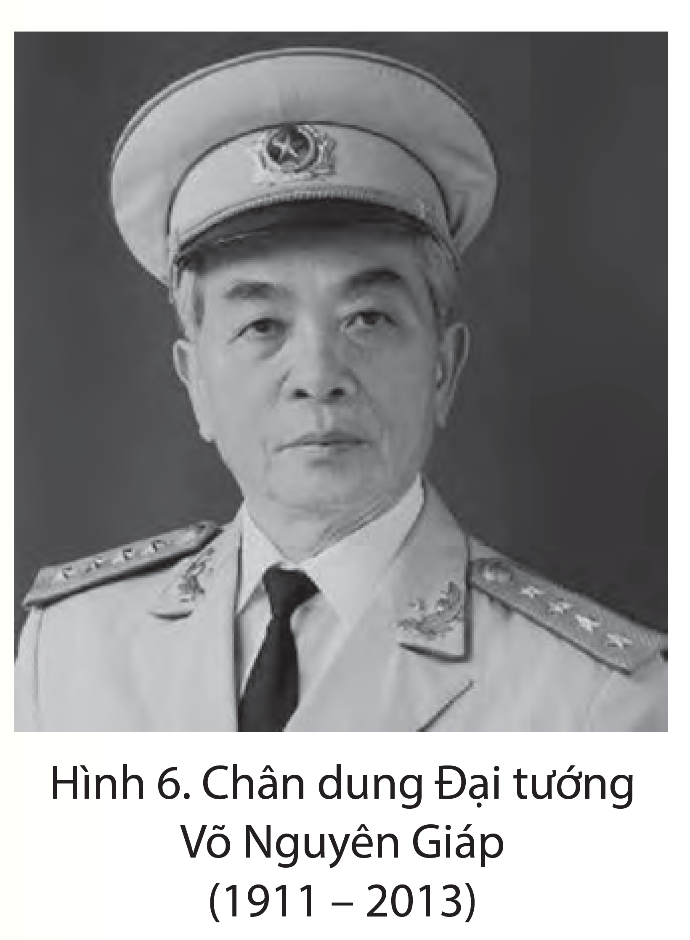 Hình 6. Chân dung Đại tướng
Võ Nguyên Giáp
(1911 – 2013)